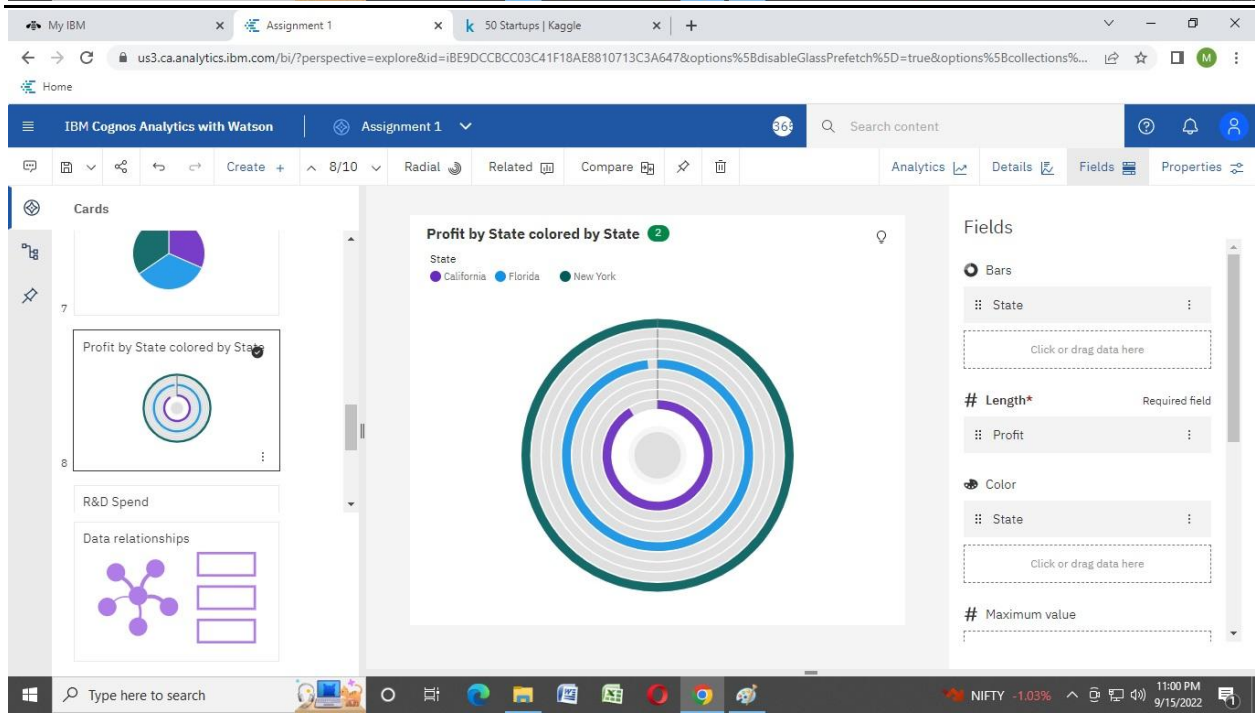 My IBM
Assignment 1
50 Startups | Kaggle
us3.ca.analytics.ibm.com/bi/?perspective=explore&id=iBE9DCCBCC03C41F18AE8810713C3A647&options%5BdisableGlassPrefetch%5D=true&options%5Bcollections%...
M
Home
IBM Cognos Analytics with Watson
Assignment 1
Search content
Create +
8/10
Radial
Related
Compare
Analytics
Details
Fields
Properties
Cards
7
Profit by State colored by State
8
R&D Spend
Data relationships
Profit by State colored by State 2
State
California Florida New York
Fields
Bars
State
Click or drag data here
# Length* Required field
Profit
Color
State
Click or drag data here
# Maximum value
Type here to search
NIFTY -1.03%
11:00 PM
9/15/2022
1